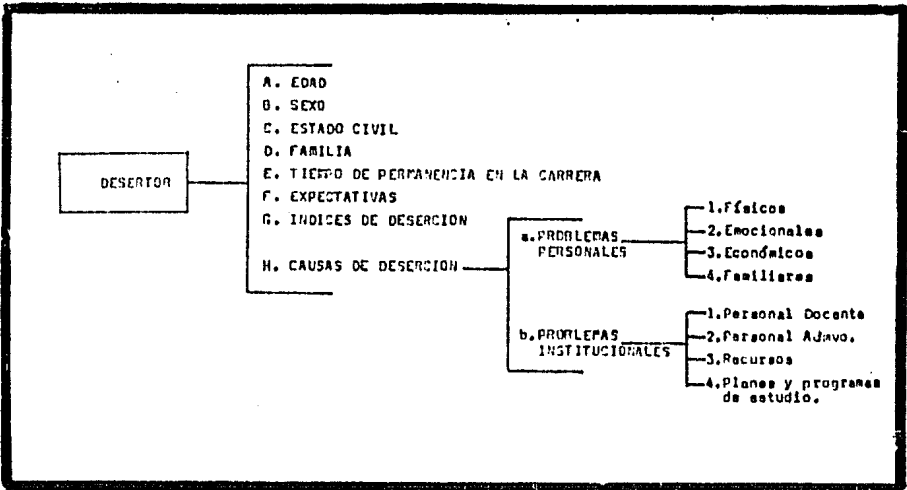 DESERTOR
A. EDAD
B. SEXO
C. ESTADO CIVIL
D. FAMILIA
E. TIEMPO DE PERMANENCIA EN LA CARRERA
F. EXPECTATIVAS
G. INDICES DE DESERCION
H. CAUSAS DE DESERCION
a. PROBLEMAS
PERSONALES
1. Físicos
2. Emocionales
3. Económicos
4. Familiares
b. PROBLEMAS
INSTITUCIONALES
1. Personal Docente
2. Personal Admvo.
3. Recursos
4. Planes y programas
de estudio.